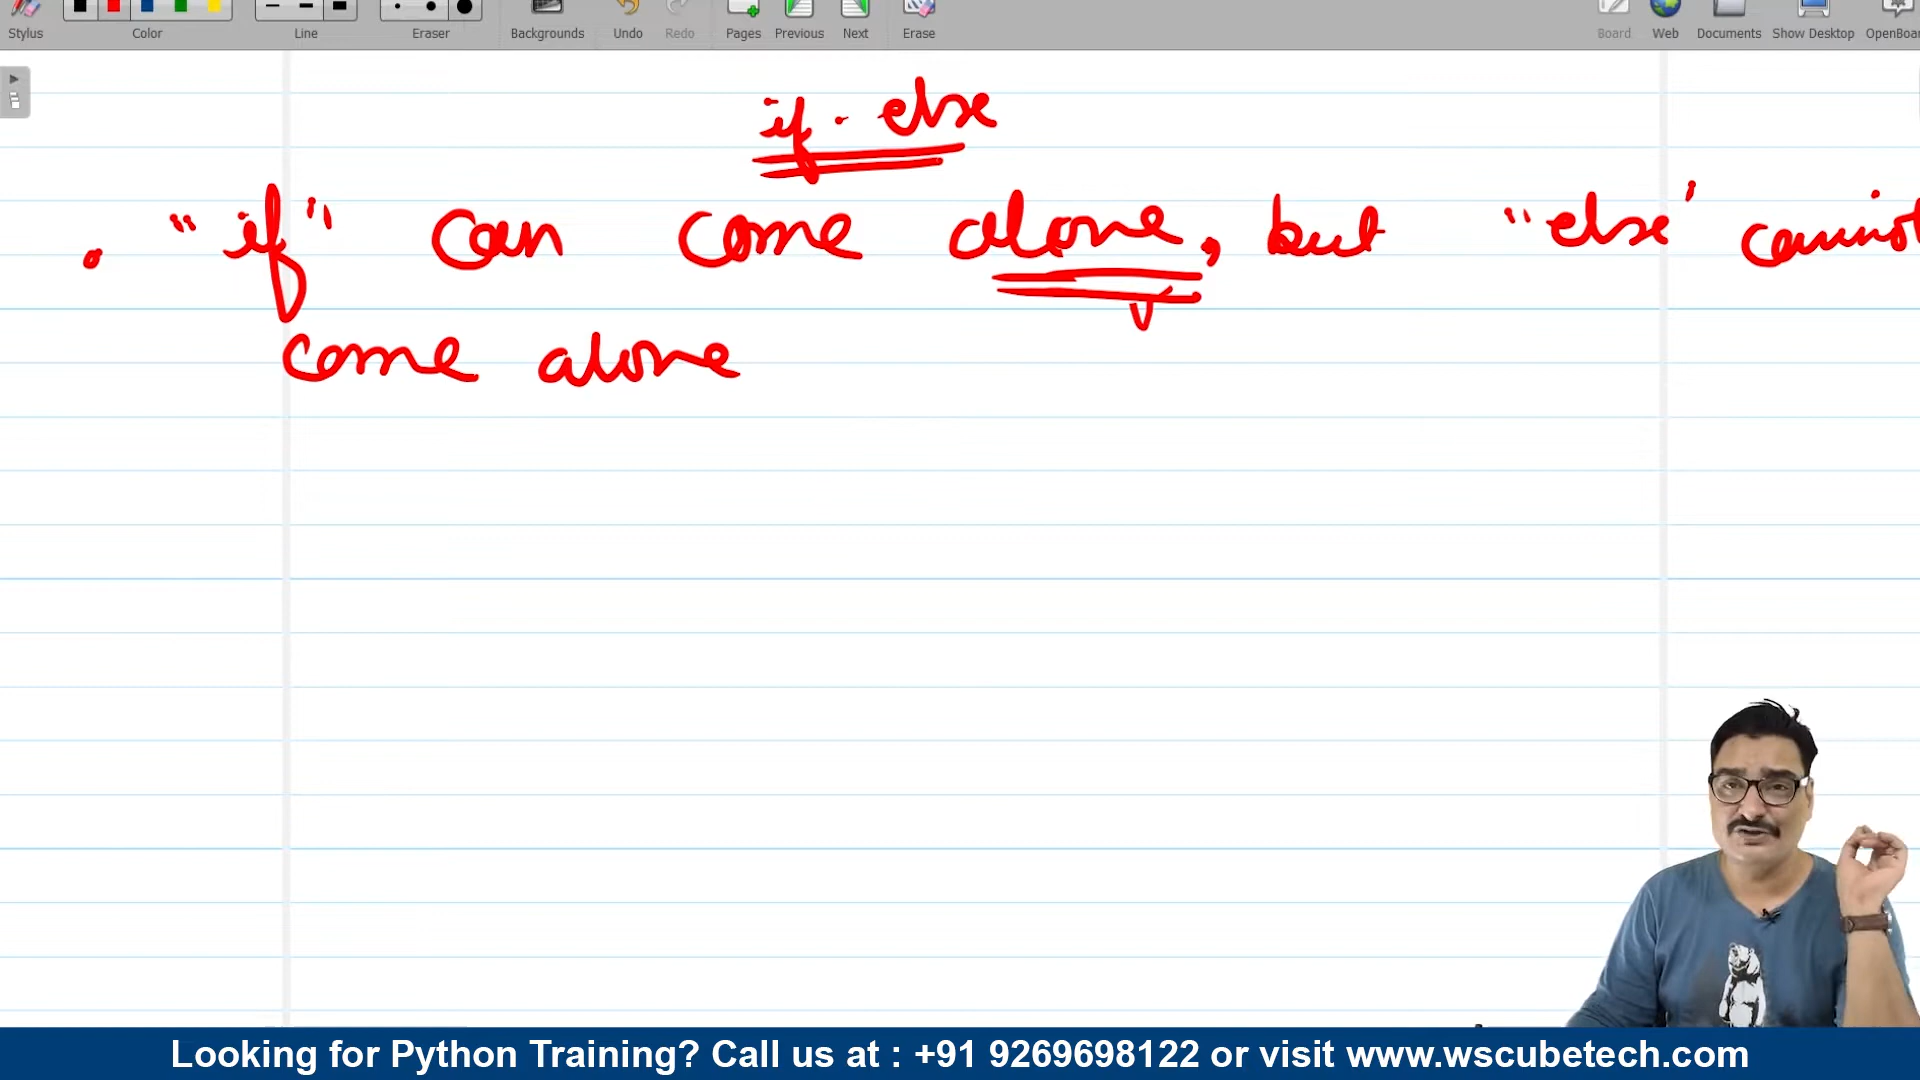 Stylus Color Line Eraser Backgrounds Undo Redo Pages Previous Next Erase Board Web Documents Show Desktop OpenBoar
if. else
. "if" can come alone, but "else' cannot
come alone
Looking for Python Training? Call us at : +91 9269698122 or visit www.wscubetech.com